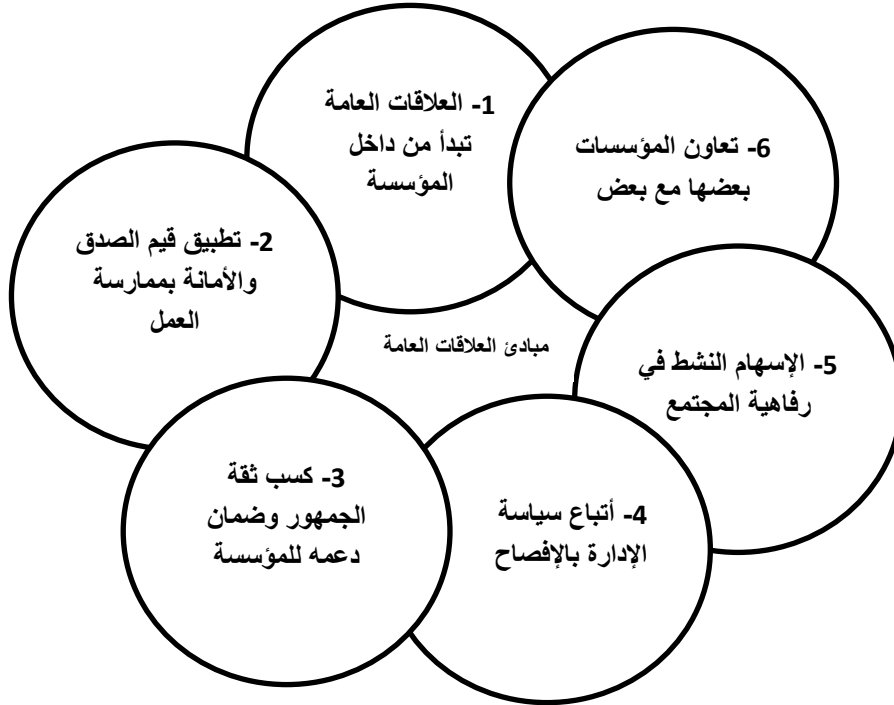 1- العلاقات العامة
تبدأ من داخل
المؤسسة
2- تطبيق قيم الصدق
والأمانة بممارسة
العمل
3- كسب ثقة
الجمهور وضمان
دعمه للمؤسسة
4- أتباع سياسة
الإدارة بالإفصاح
5- الإسهام النشط في
رفاهية المجتمع
6- تعاون المؤسسات
بعضها مع بعض
مبادئ العلاقات العامة